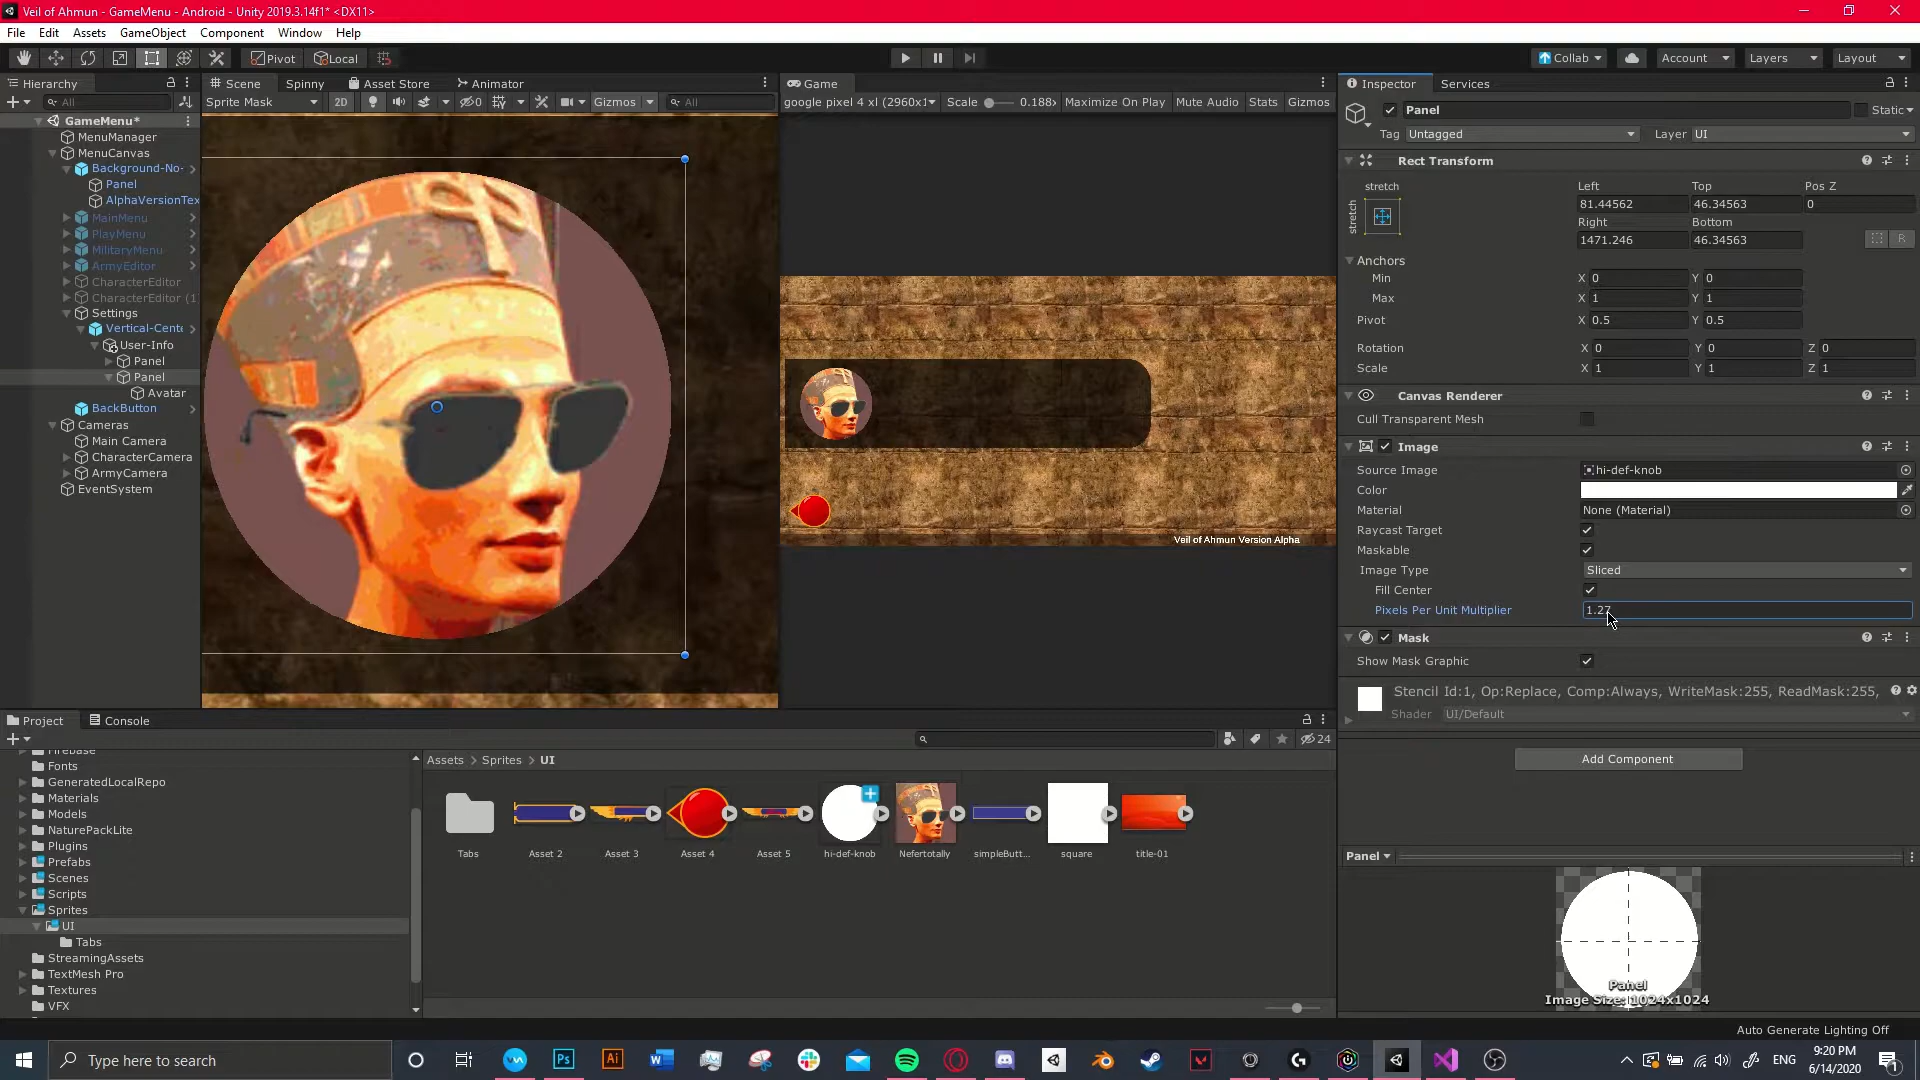 Veil of Ahmun - GameMenu - Android - Unity 2019.3.14f1* <DX11>
File Edit Assets GameObject Component Window Help
Pivot Local Collab Account Layers Layout
Hierarchy
All
GameMenu*
MenuManager
MenuCanvas
Background-No-
Panel
AlphaVersionTex
MainMenu
PlayMenu
MilitaryMenu
ArmyEditor
CharacterEditor
CharacterEditor (1
Settings
Vertical-Cente
User-Info
Panel
Panel
Avatar
BackButton
Cameras
Main Camera
CharacterCamera
ArmyCamera
EventSystem
Scene Spinny Asset Store Animator
Sprite Mask 2D 0 Gizmos All
Game
google pixel 4 xl (2960x1 Scale 0.188x Maximize On Play Mute Audio Stats Gizmos
Veil of Ahmun Version Alpha
Inspector Services
Panel Static
Tag Untagged Layer UI
Rect Transform
stretch
stretch
Left Top Pos Z
81.44562 46.34563 0
Right Bottom
1471.246 46.34563 R
Anchors
Min X 0 Y 0
Max X 1 Y 1
Pivot X 0.5 Y 0.5
Rotation X 0 Y 0 Z 0
Scale X 1 Y 1 Z 1
Canvas Renderer
Cull Transparent Mesh
Image
Source Image hi-def-knob
Color
Material None (Material)
Raycast Target
Maskable
Image Type Sliced
Fill Center
Pixels Per Unit Multiplier 1.27
Mask
Show Mask Graphic
Stencil Id:1, Op:Replace, Comp:Always, WriteMask:255, ReadMask:255,
Shader UI/Default
Add Component
Panel
Panel
Image Size: 1024x1024
Project Console
24
Firebase
Fonts
GeneratedLocalRepo
Materials
Models
NaturePackLite
Plugins
Prefabs
Scenes
Scripts
Sprites
UI
Tabs
StreamingAssets
TextMesh Pro
Textures
VFX
Assets > Sprites > UI
Tabs Asset 2 Asset 3 Asset 4 Asset 5 hi-def-knob Nefertotally simpleButt... square title-01
Auto Generate Lighting Off
Type here to search
Ps Ai W
ENG
9:20 PM
6/14/2020
1